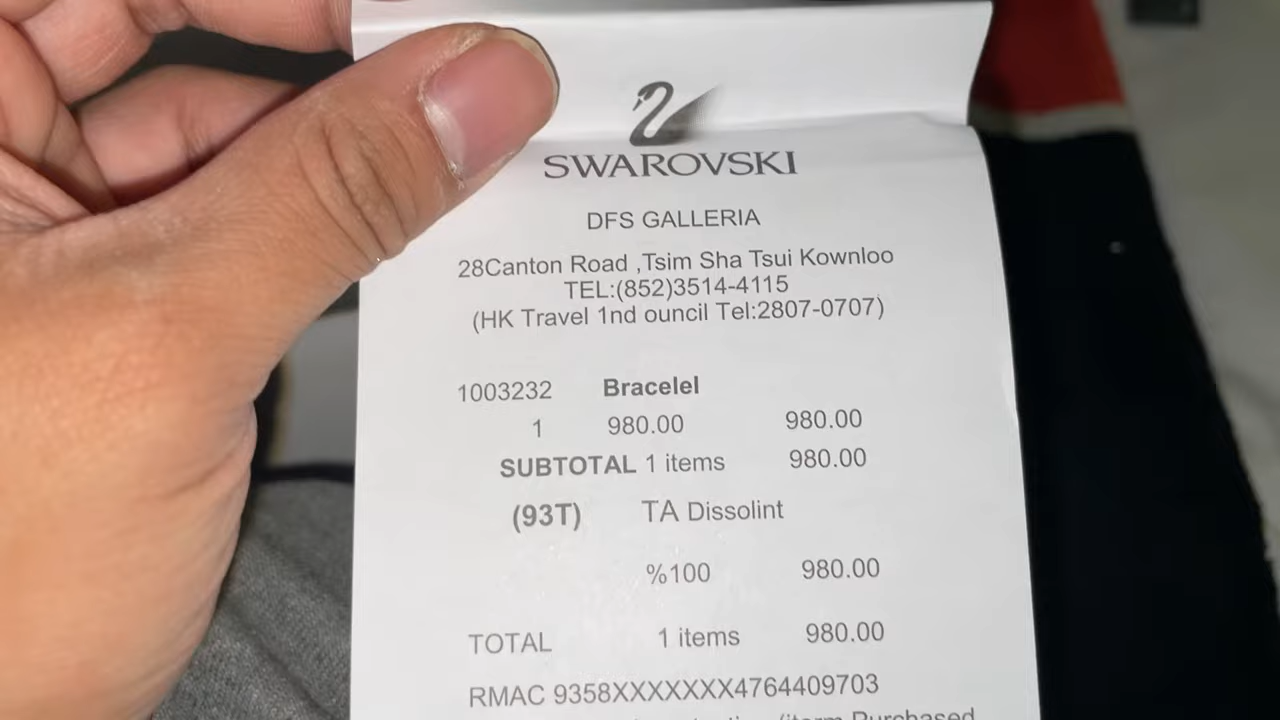 SWAROVSKI
DFS GALLERIA
28Canton Road ,Tsim Sha Tsui Kownloo
TEL:(852)3514-4115
(HK Travel 1nd ouncil Tel:2807-0707)
1003232 Bracelel
1 980.00 980.00
SUBTOTAL 1 items 980.00
(93T) TA Dissolint
%100 980.00
TOTAL 1 items 980.00
RMAC 9358XXXXXXX4764409703
Purchased